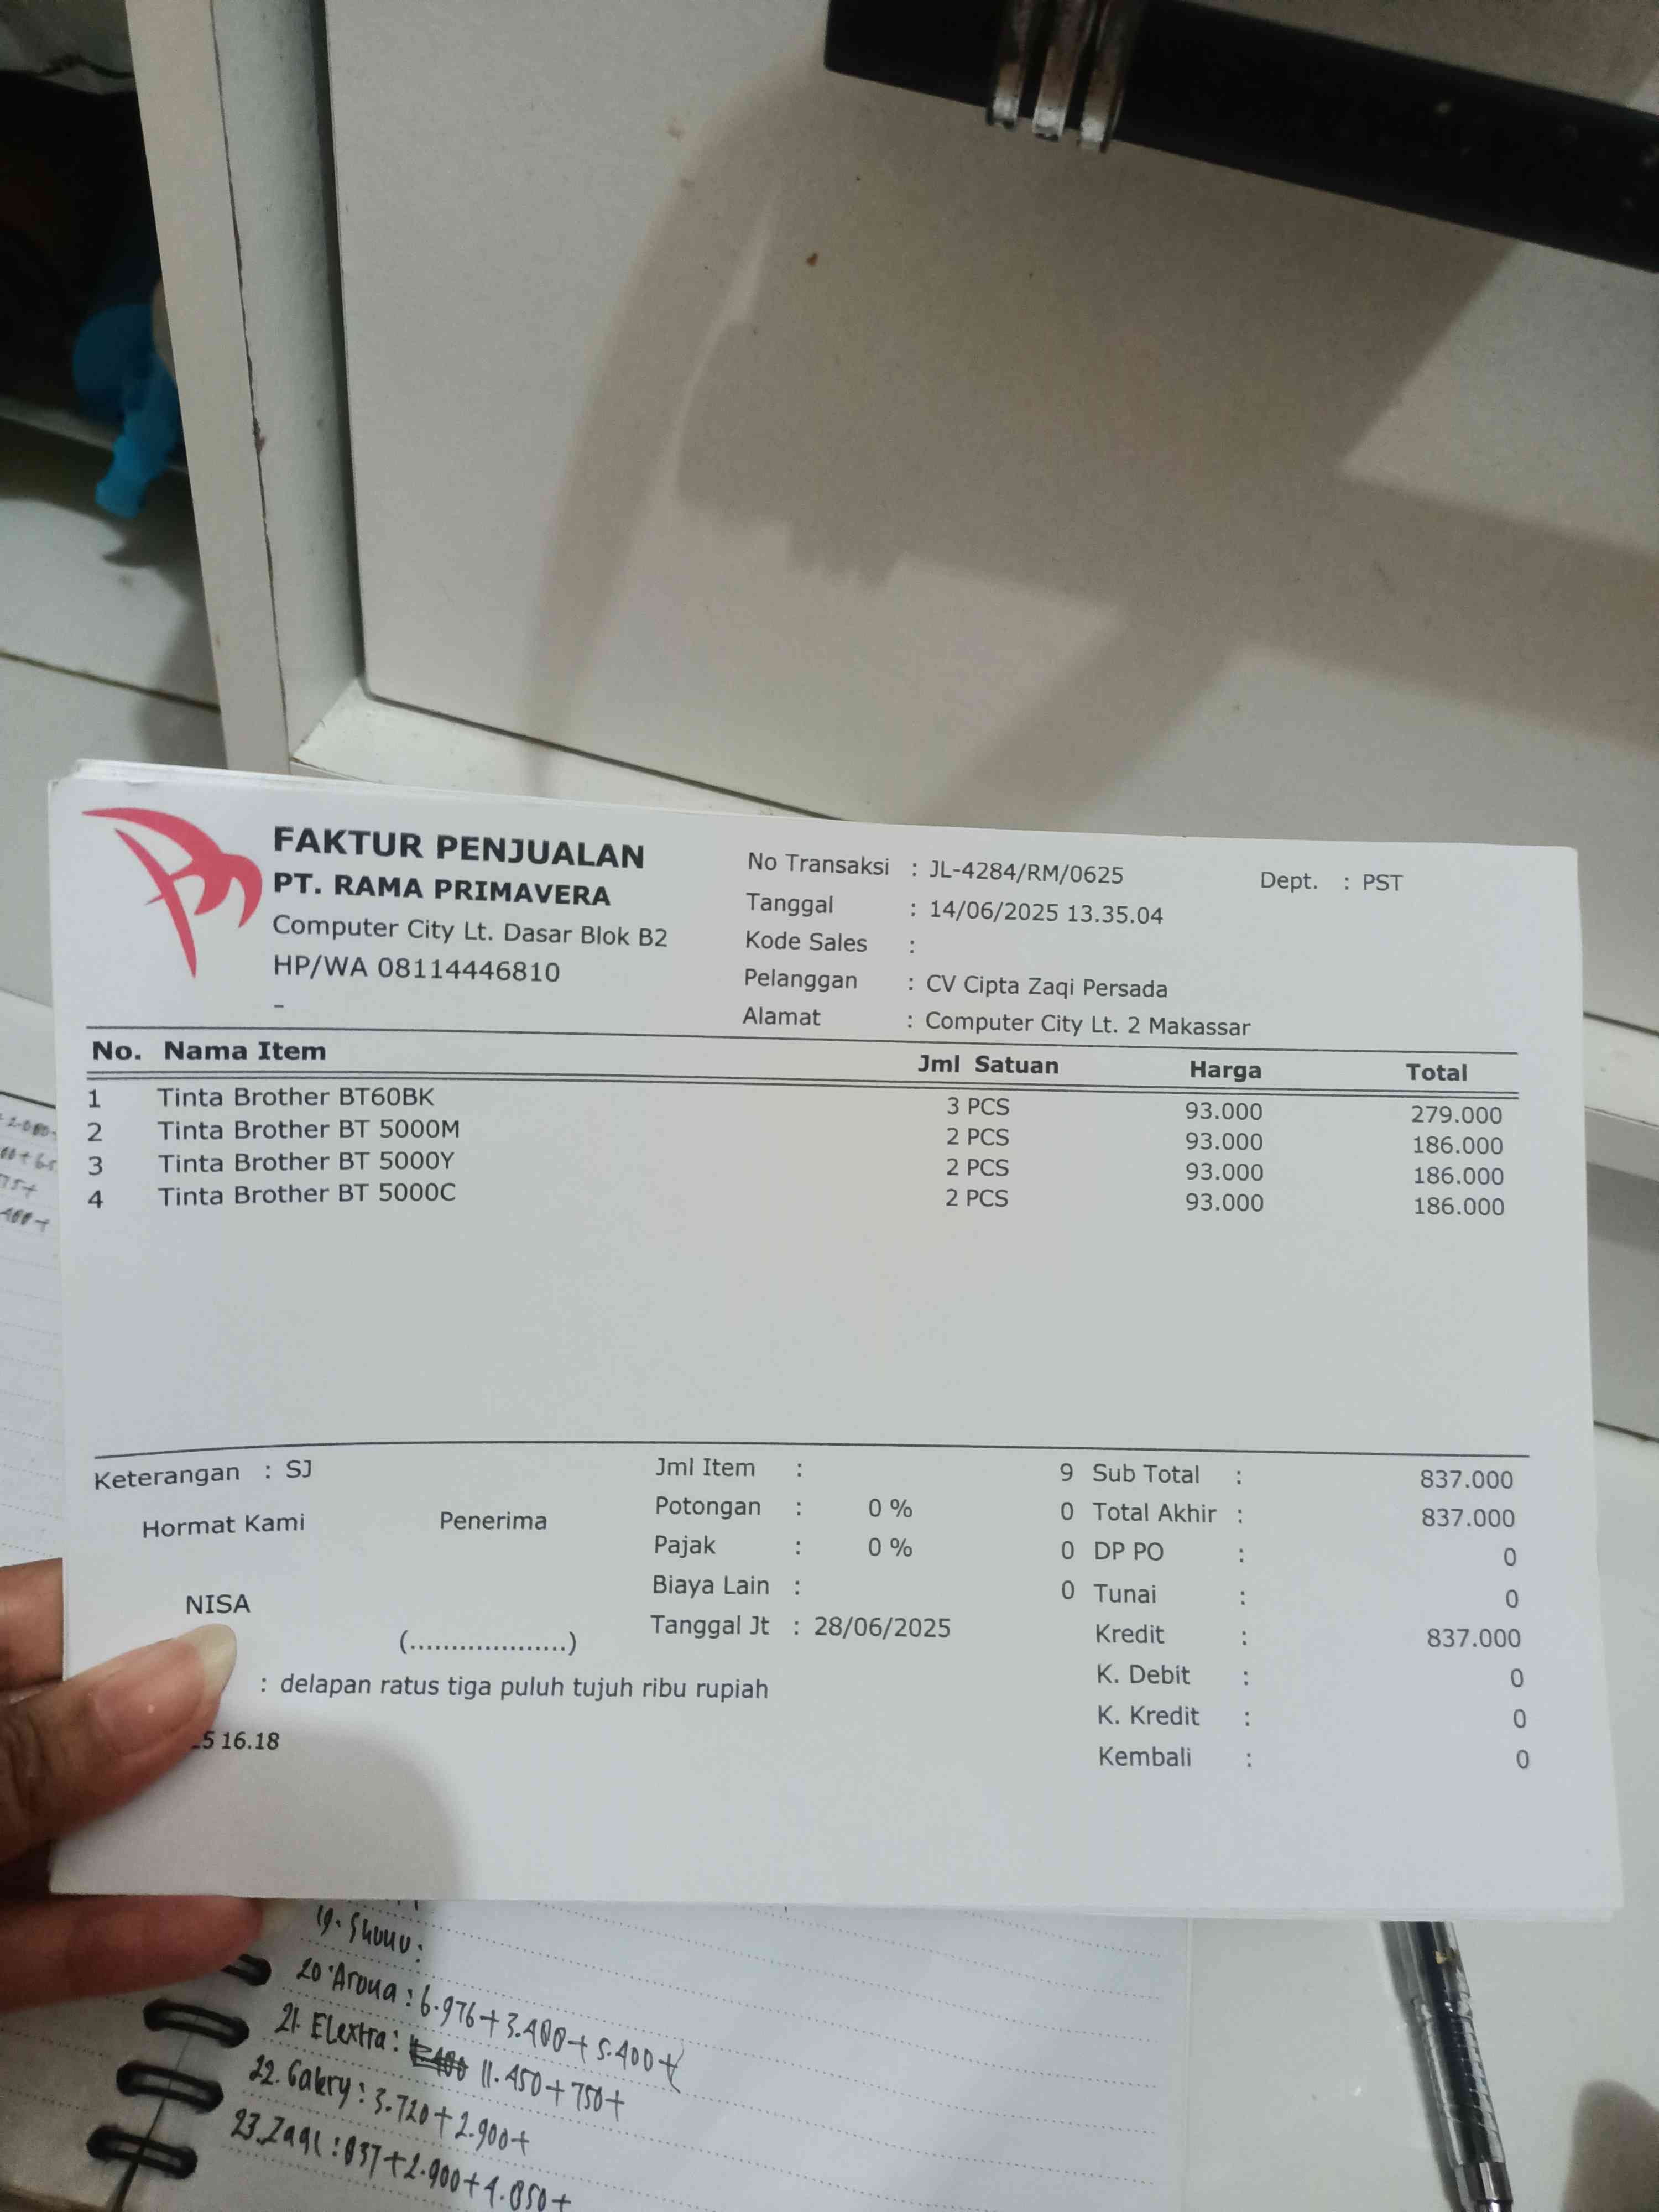 FAKTUR PENJUALAN
PT. RAMA PRIMAVERA
Computer City Lt. Dasar Blok B2
HP/WA 08114446810
-
No Transaksi : JL-4284/RM/0625
Dept. : PST
Tanggal : 14/06/2025 13.35.04
Kode Sales :
Pelanggan : CV Cipta Zaqi Persada
Alamat : Computer City Lt. 2 Makassar
No. Nama Item Jml Satuan Harga Total
1 Tinta Brother BT60BK 3 PCS 93.000 279.000
2 Tinta Brother BT 5000M 2 PCS 93.000 186.000
3 Tinta Brother BT 5000Y 2 PCS 93.000 186.000
4 Tinta Brother BT 5000C 2 PCS 93.000 186.000
Keterangan : SJ
Hormat Kami Penerima
NISA
(...................)
: delapan ratus tiga puluh tujuh ribu rupiah
5 16.18
Jml Item : 9
Potongan : 0 % 0
Pajak : 0 % 0
Biaya Lain : 0
Tanggal Jt : 28/06/2025
Sub Total : 837.000
Total Akhir : 837.000
DP PO : 0
Tunai : 0
Kredit : 837.000
K. Debit : 0
K. Kredit : 0
Kembali : 0
20. Aroua : 6.976+3.400+5.400+
21. Elextra : 11.450+750+
22. Galery : 3.720+2.900+
23. Zaqi : 837+2.900+